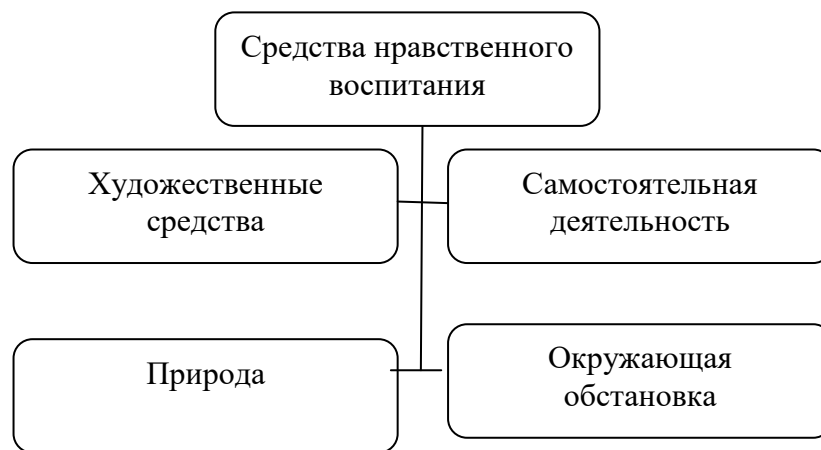 Средства нравственного
воспитания
Художественные
средства
Самостоятельная
деятельность
Природа
Окружающая
обстановка